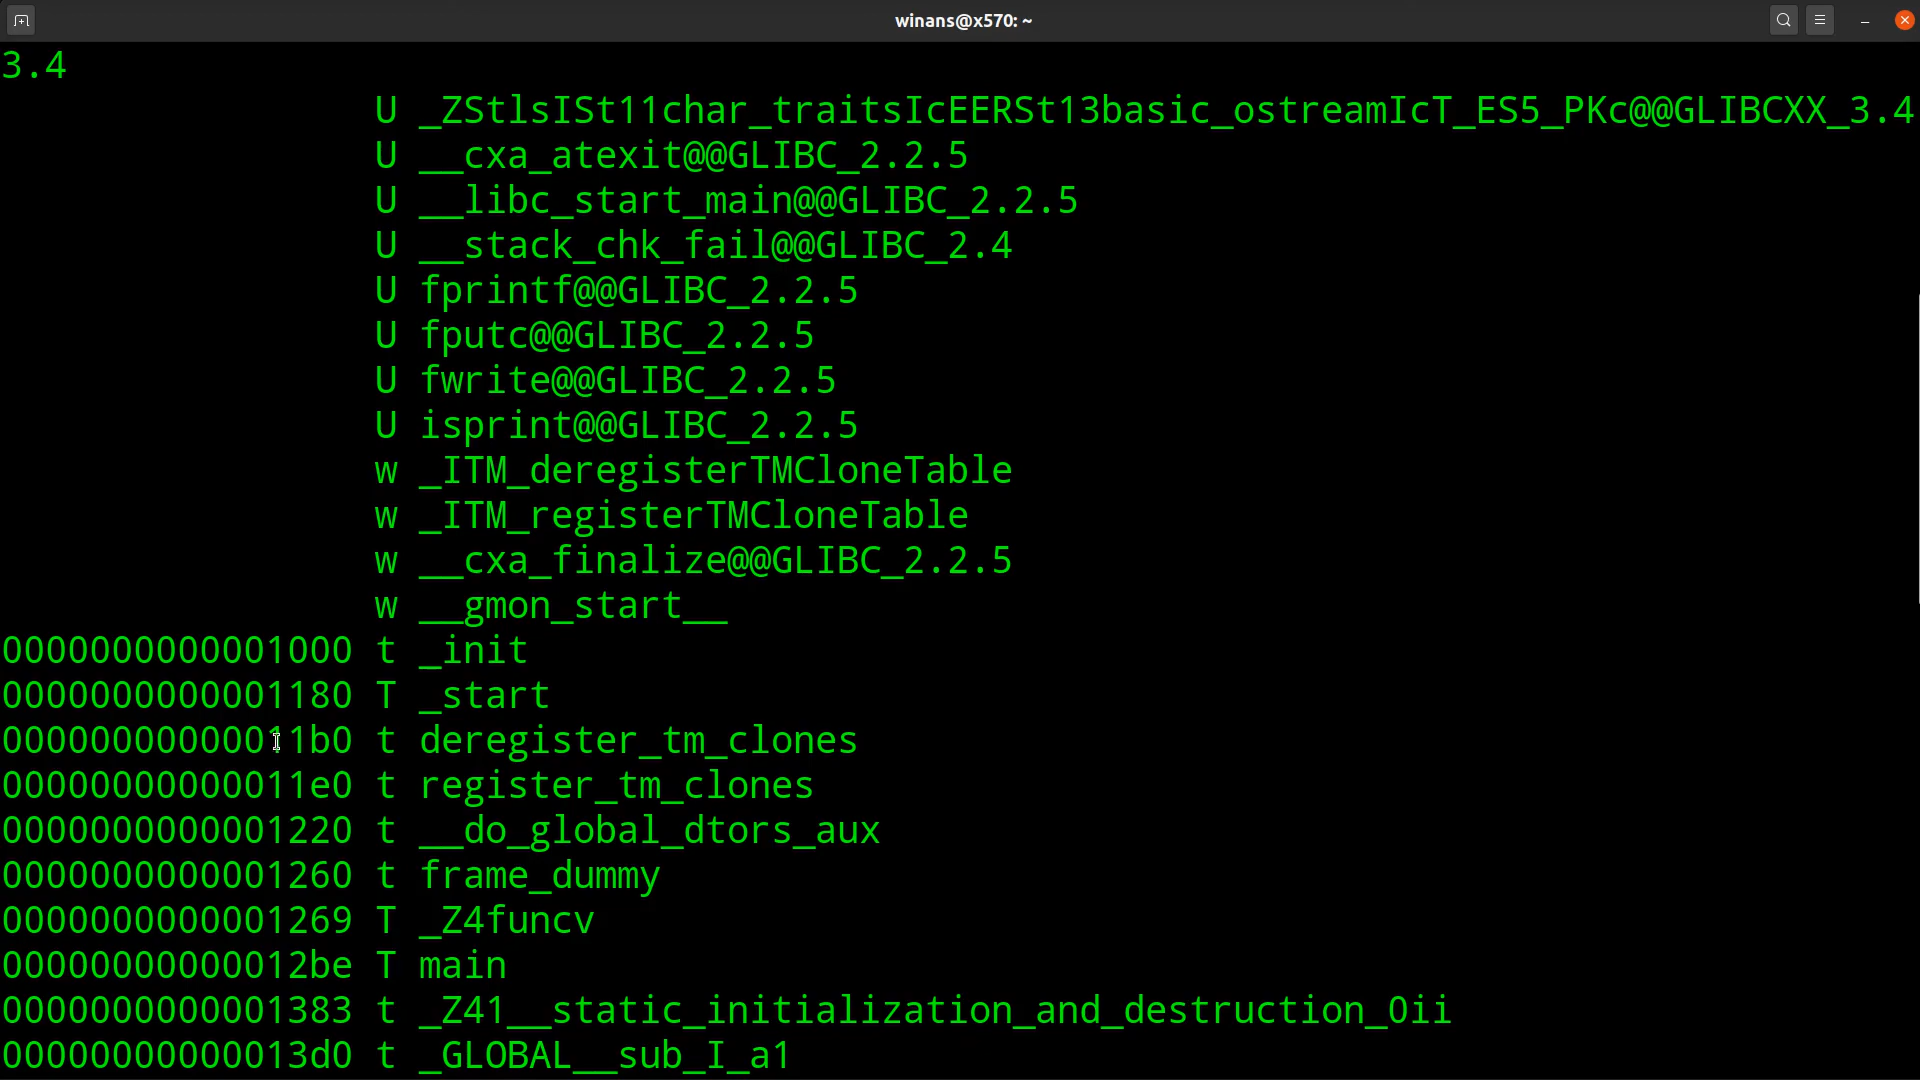 winans@x570: ~
3.4
U _ZStlsISt11char_traitsIcEERSt13basic_ostreamIcT_ES5_PKc@@GLIBCXX_3.4
U __cxa_atexit@@GLIBC_2.2.5
U __libc_start_main@@GLIBC_2.2.5
U __stack_chk_fail@@GLIBC_2.4
U fprintf@@GLIBC_2.2.5
U fputc@@GLIBC_2.2.5
U fwrite@@GLIBC_2.2.5
U isprint@@GLIBC_2.2.5
w _ITM_deregisterTMCloneTable
w _ITM_registerTMCloneTable
w __cxa_finalize@@GLIBC_2.2.5
w __gmon_start__
0000000000001000 t _init
0000000000001180 T _start
00000000000011b0 t deregister_tm_clones
00000000000011e0 t register_tm_clones
0000000000001220 t __do_global_dtors_aux
0000000000001260 t frame_dummy
0000000000001269 T _Z4funcv
00000000000012be T main
0000000000001383 t _Z41__static_initialization_and_destruction_0ii
00000000000013d0 t _GLOBAL__sub_I_a1